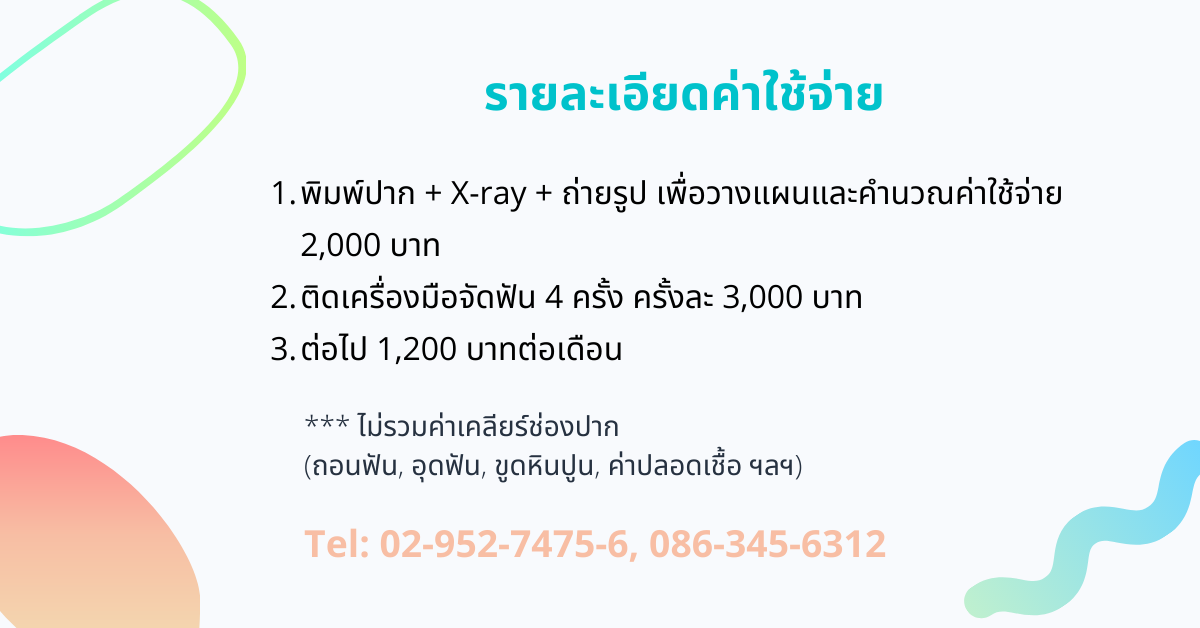 รายละเอียดค่าใช้จ่าย
1. พิมพ์ปาก + X-ray + ถ่ายรูป เพื่อวางแผนและคำนวณค่าใช้จ่าย
2,000 บาท
2. ติดเครื่องมือจัดฟัน 4 ครั้ง ครั้งละ 3,000 บาท
3. ต่อไป 1,200 บาทต่อเดือน
*** ไม่รวมค่าเคลียร์ช่องปาก
(ถอนฟัน, อุดฟัน, ขูดหินปูน, ค่าปลอดเชื้อ ฯลฯ)
Tel: 02-952-7475-6, 086-345-6312